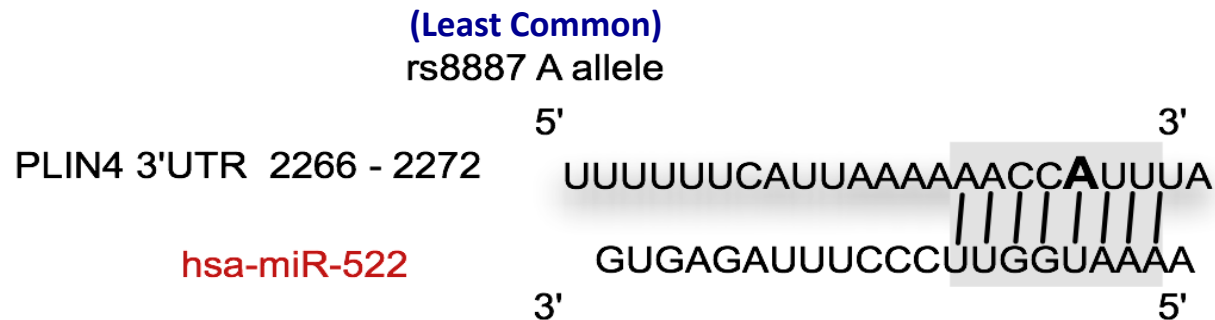 (Least Common)
rs8887 A allele
5' 3'
PLIN4 3'UTR 2266 - 2272 UUUUUUCAUUAAAAAACCAUUUA
hsa-miR-522 GUGAGAUUUCCCUUGGUAAAA
3' 5'